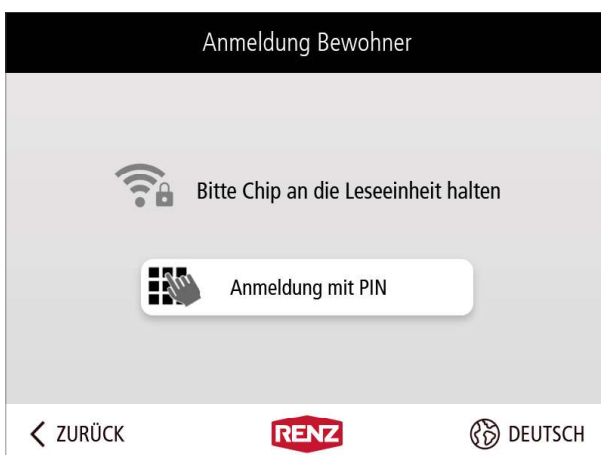 Anmeldung Bewohner
Bitte Chip an die Leseeinheit halten
Anmeldung mit PIN
ZURÜCK
RENZ
DEUTSCH